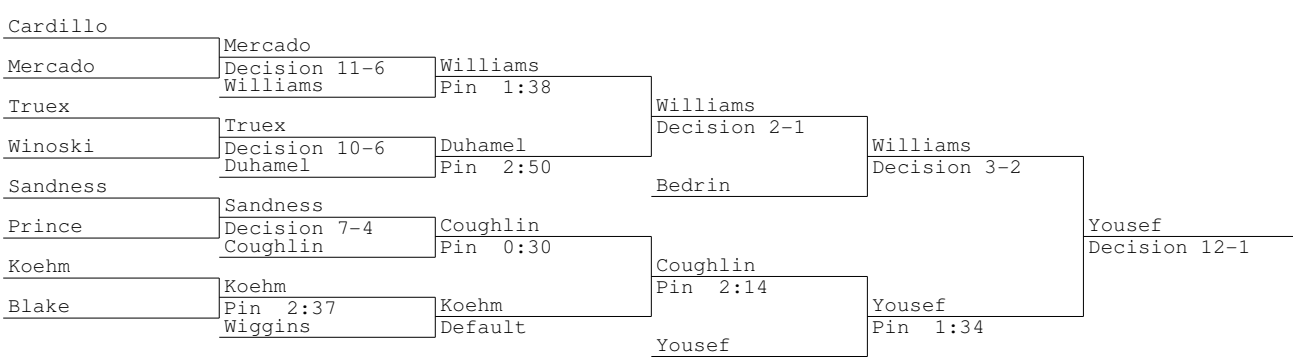 Cardillo
Mercado
Mercado
Decision 11-6
Williams
Williams
Pin 1:38
Truex
Winoski
Truex
Decision 10-6
Duhamel
Duhamel
Pin 2:50
Williams
Decision 2-1
Bedrin
Williams
Decision 3-2
Sandness
Prince
Sandness
Decision 7-4
Coughlin
Coughlin
Pin 0:30
Koehm
Blake
Koehm
Pin 2:37
Wiggins
Koehm
Default
Coughlin
Pin 2:14
Yousef
Yousef
Pin 1:34
Yousef
Decision 12-1